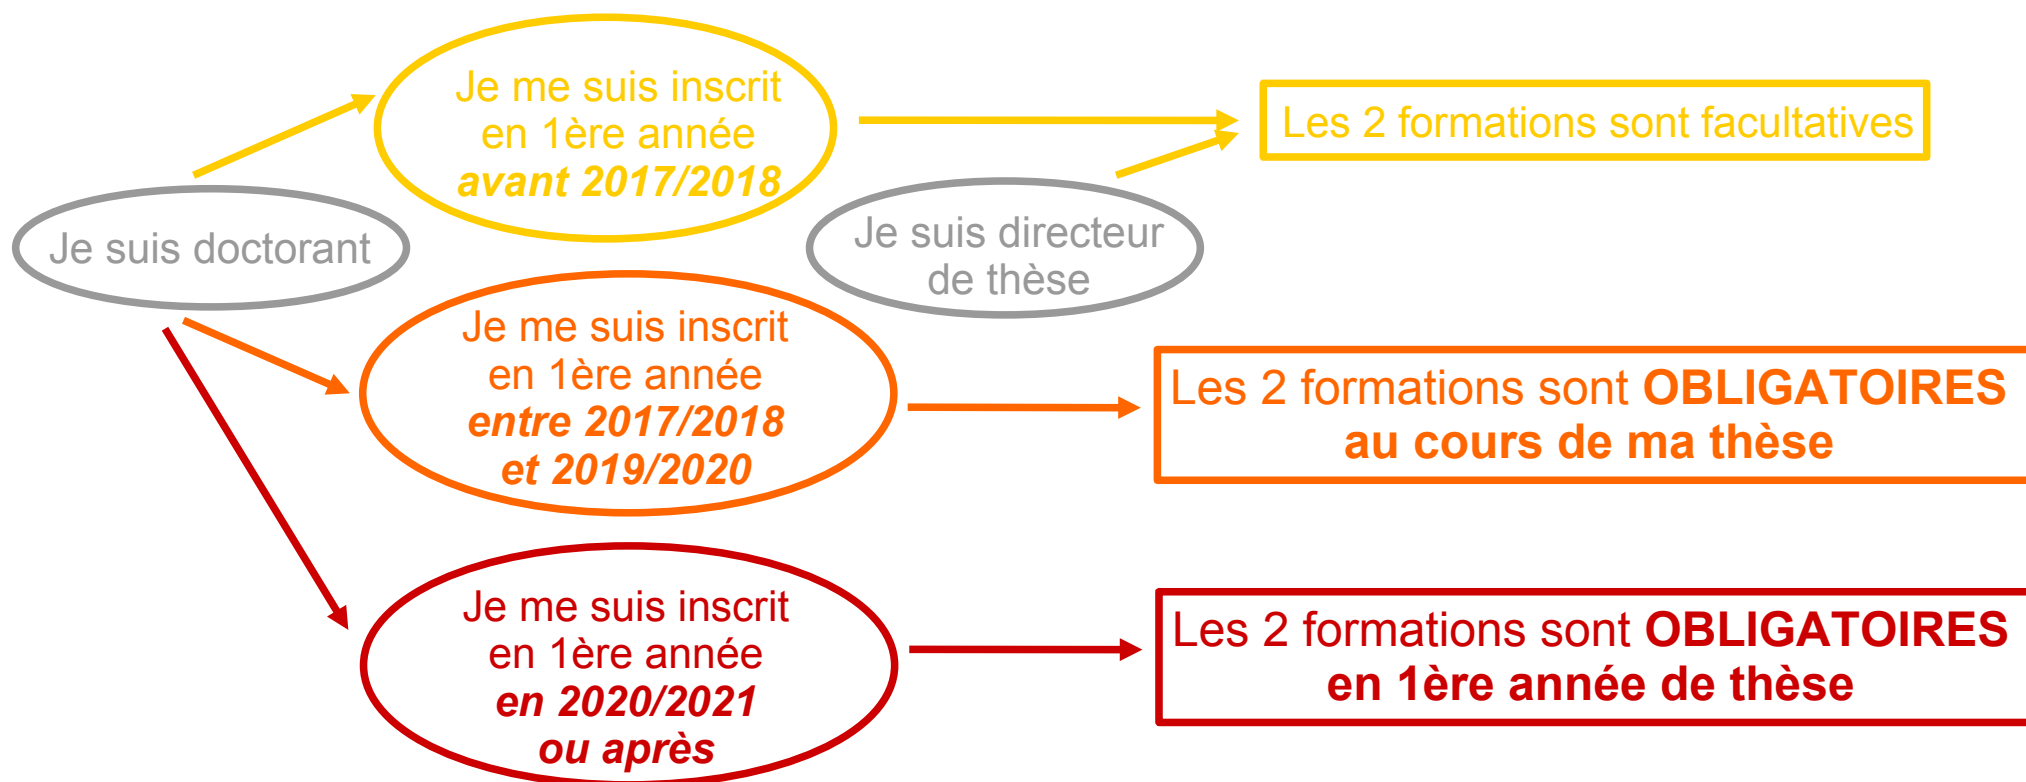 Je me suis inscrit
en 1ère année
avant 2017/2018
Les 2 formations sont facultatives
Je suis doctorant
Je suis directeur
de thèse
Je me suis inscrit
en 1ère année
entre 2017/2018
et 2019/2020
Les 2 formations sont OBLIGATOIRES
au cours de ma thèse
Je me suis inscrit
en 1ère année
en 2020/2021
ou après
Les 2 formations sont OBLIGATOIRES
en 1ère année de thèse